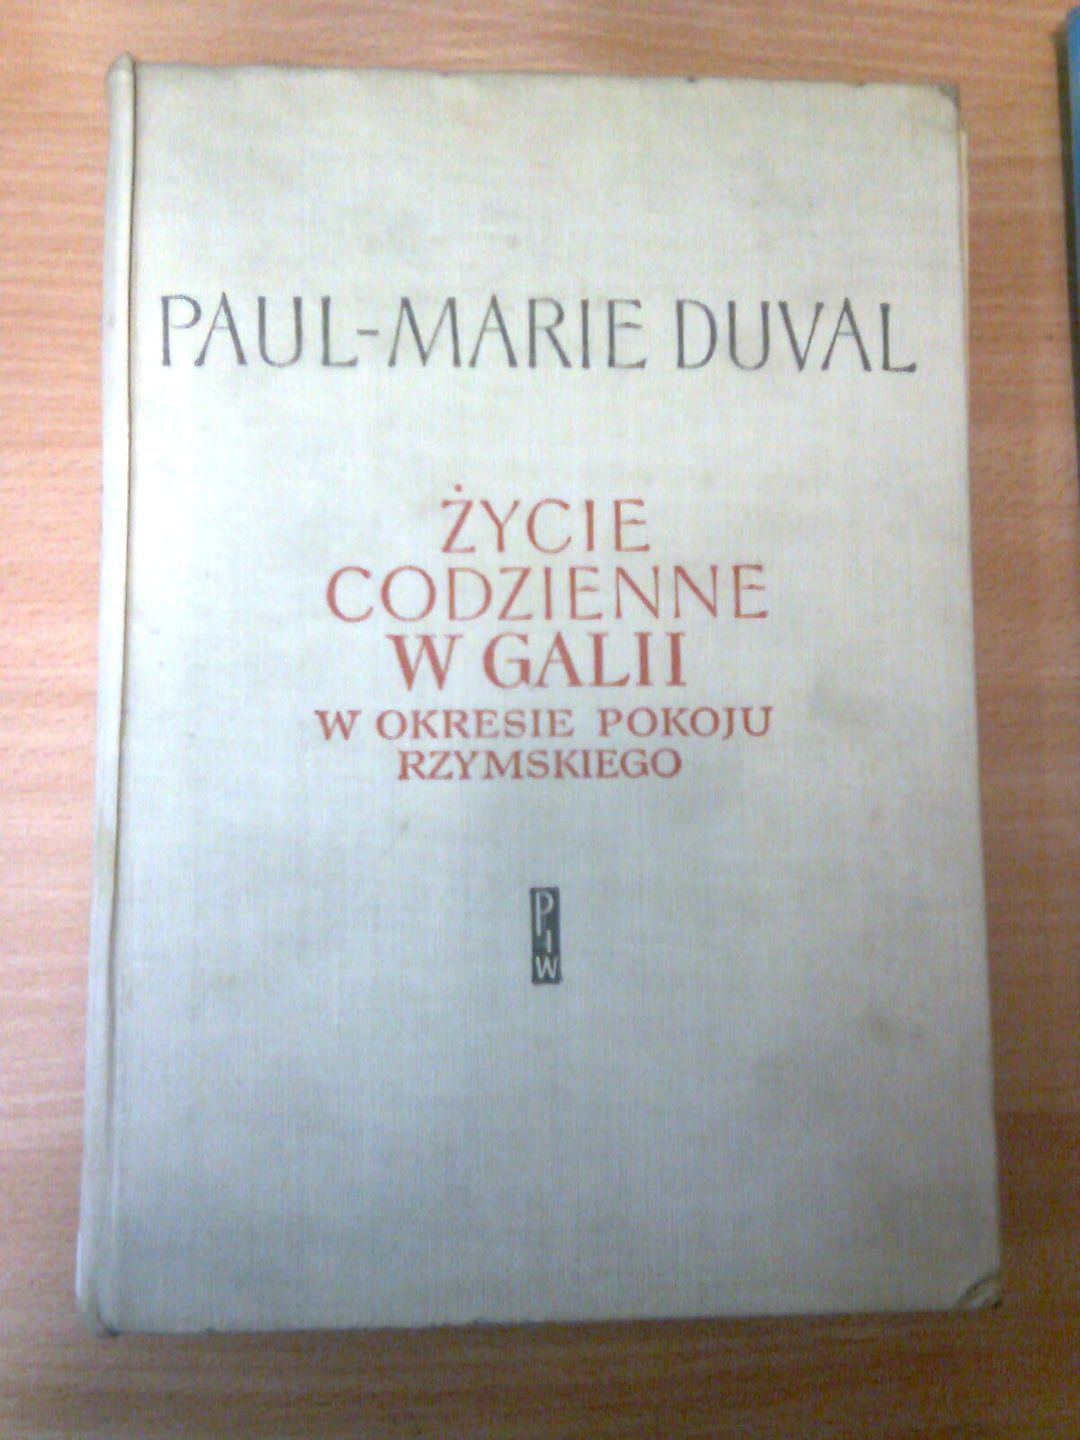 PAUL-MARIE DUVAL
ŻYCIE
CODZIENNE
W GALII
W OKRESIE POKOJU
RZYMSKIEGO
PIW